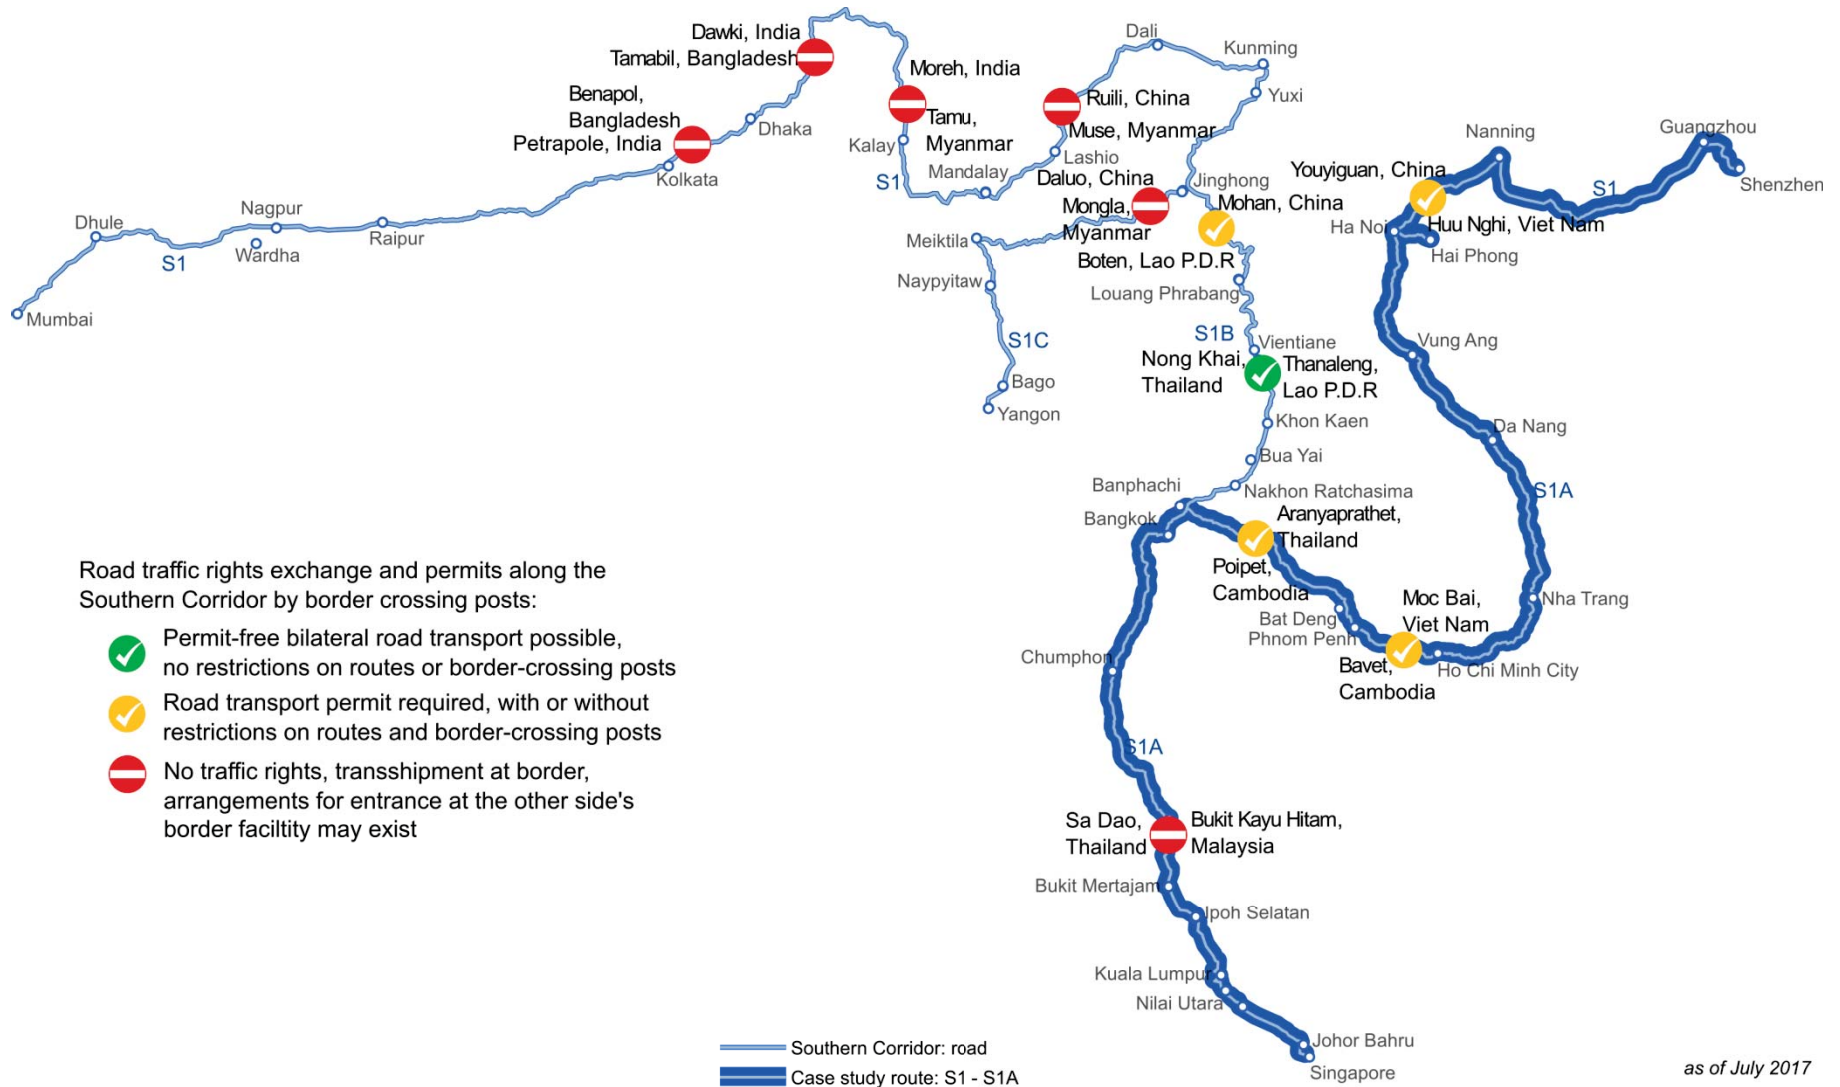 Dawki, India
Tamabil, Bangladesh
Benapol,
Bangladesh
Petrapole, India
Dhaka
Kolkata
Moreh, India
Tamu,
Myanmar
Kalay
S1
Mandalay
Dali
Kunming
Yuxi
Ruili, China
Muse, Myanmar
Lashio
Daluo, China
Mongla,
Myanmar
Jinghong
Mohan, China
Boten, Lao P.D.R
Louang Phrabang
Meiktila
Naypyitaw
S1C
Bago
Yangon
Dhule
Nagpur
Wardha
Raipur
S1
Mumbai
S1B
Vientiane
Nong Khai,
Thailand
Thanaleng,
Lao P.D.R
Khon Kaen
Bua Yai
Nakhon Ratchasima
Banphachi
Bangkok
Aranyaprathet,
Thailand
Poipet,
Cambodia
Bat Deng
Phnom Penh
Moc Bai,
Viet Nam
Bavet,
Cambodia
Ho Chi Minh City
Nha Trang
S1A
Da Nang
Vung Ang
Hai Phong
Ha Noi
Huu Nghi, Viet Nam
Youyiguan, China
Nanning
S1
Guangzhou
Shenzhen
Chumphon
S1A
Sa Dao,
Thailand
Bukit Kayu Hitam,
Malaysia
Bukit Mertajam
Ipoh Selatan
Kuala Lumpur
Nilai Utara
Johor Bahru
Singapore
Road traffic rights exchange and permits along the
Southern Corridor by border crossing posts:
Permit-free bilateral road transport possible,
no restrictions on routes or border-crossing posts
Road transport permit required, with or without
restrictions on routes and border-crossing posts
No traffic rights, transshipment at border,
arrangements for entrance at the other side's
border faciltity may exist
Southern Corridor: road
Case study route: S1 - S1A
as of July 2017